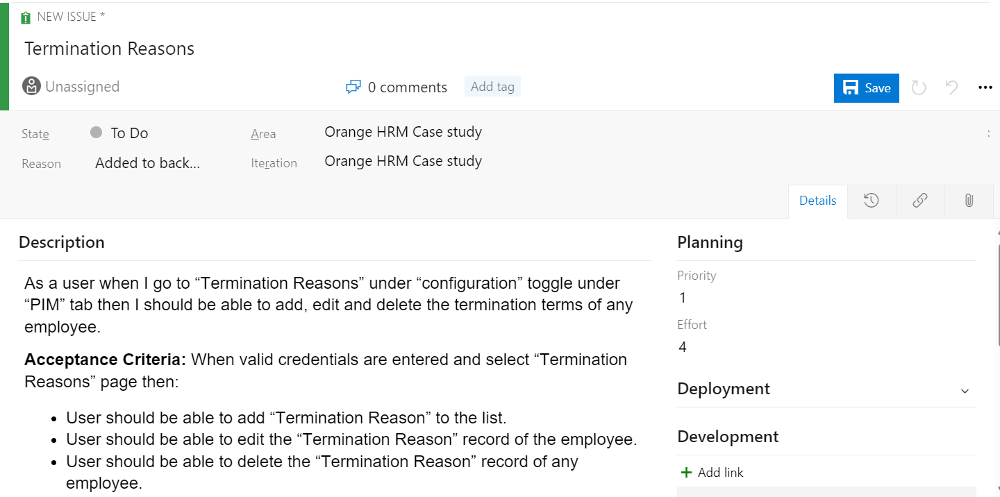 NEW ISSUE *
Termination Reasons
Unassigned
0 comments
Add tag
Save
State
To Do
Area
Orange HRM Case study
Reason
Added to back...
Iteration
Orange HRM Case study
Details
Description
As a user when I go to “Termination Reasons” under “configuration” toggle under
“PIM” tab then I should be able to add, edit and delete the termination terms of any
employee.
Acceptance Criteria: When valid credentials are entered and select “Termination
Reasons” page then:
• User should be able to add “Termination Reason” to the list.
• User should be able to edit the “Termination Reason” record of the employee.
• User should be able to delete the “Termination Reason” record of any
employee.
Planning
Priority
1
Effort
4
Deployment
Development
+ Add link